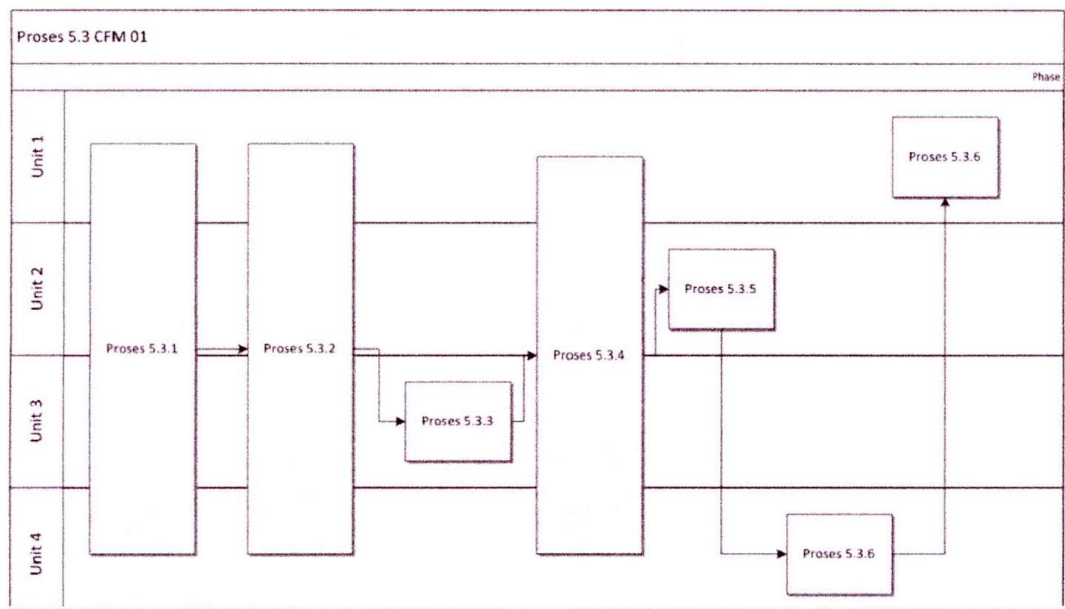 Proses 5.3 CFM 01
Phase
Unit 1
Proses 5.3.6
Unit 2
Proses 5.3.5
Proses 5.3.1
Proses 5.3.2
Proses 5.3.4
Unit 3
Proses 5.3.3
Unit 4
Proses 5.3.6